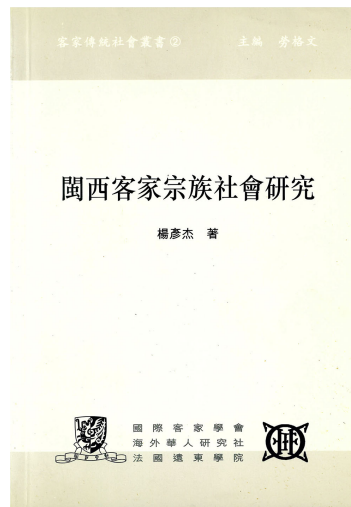 客家傳統社會叢書② 主編 勞格文
閩西客家宗族社會研究
楊彥杰 著
國際客家學會
海外華人研究社
法國遠東學院